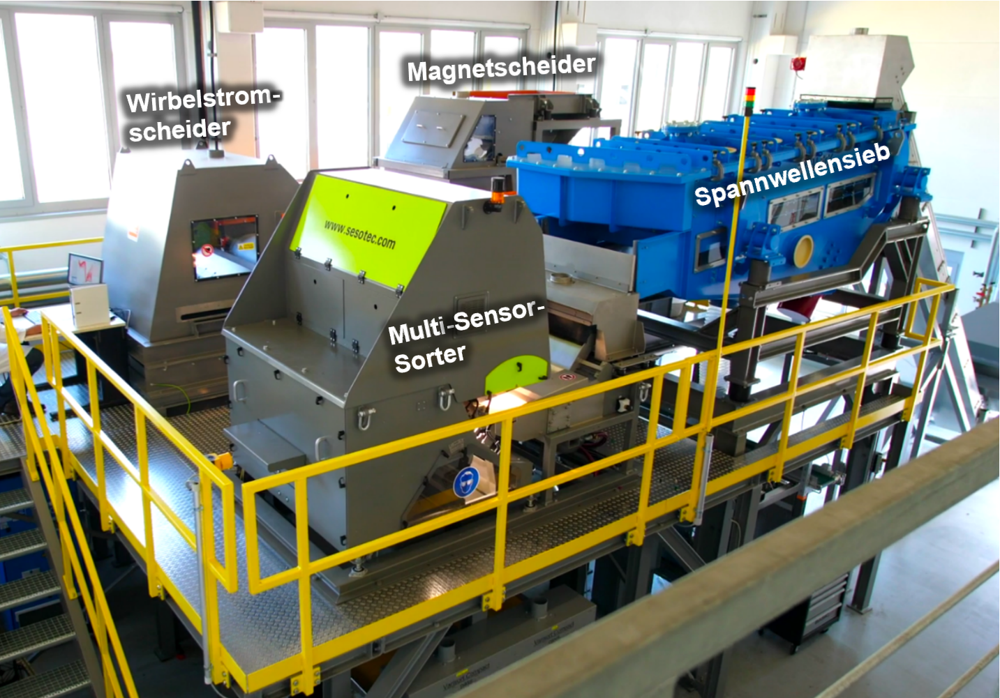 Magnetscheider
Wirbelstrom-
scheider
Spannwellensieb
www.sesotec.com
Multi-Sensor-
Sorter